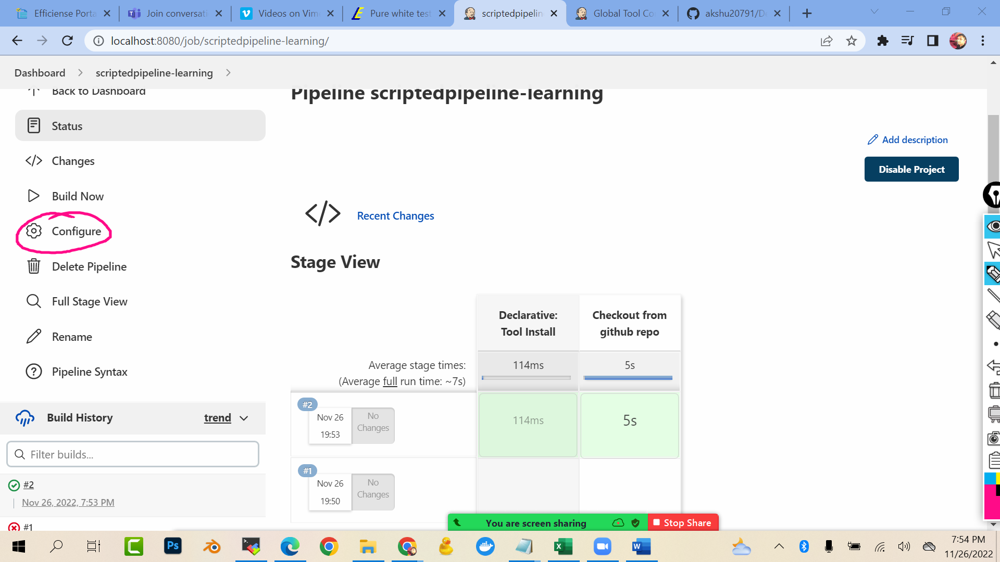 Efficiense Porta
Join conversati
Videos on Vim
Pure white test
scriptedpipelin
Global Tool Co
akshu20791/De
localhost:8080/job/scriptedpipeline-learning/
Dashboard
scriptedpipeline-learning
Back to Dashboard
Pipeline scriptedpipeline-learning
Status
Add description
Changes
Disable Project
Build Now
Recent Changes
Configure
Stage View
Delete Pipeline
Full Stage View
Declarative:
Tool Install
Checkout from
github repo
Rename
Pipeline Syntax
Average stage times:
(Average full run time: ~7s)
114ms
5s
Build History
trend
#2
Nov 26
19:53
No
Changes
114ms
5s
Filter builds...
#1
Nov 26
19:50
No
Changes
#2
Nov 26, 2022, 7:53 PM
#1
You are screen sharing
Stop Share
7:54 PM
11/26/2022